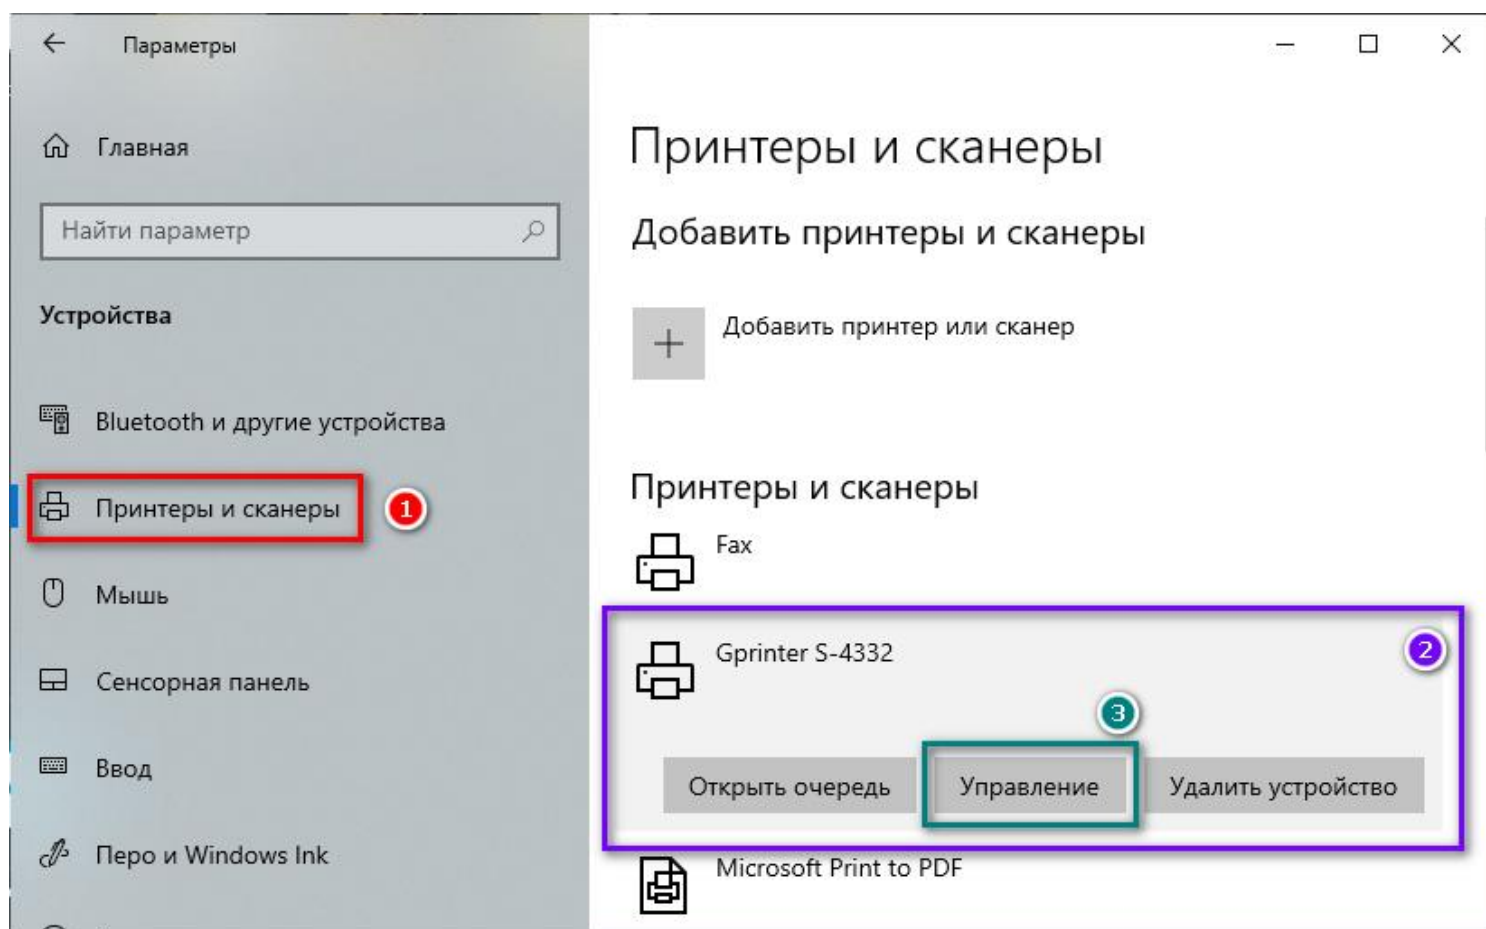 Параметры
Главная
Найти параметр
Устройства
Bluetooth и другие устройства
Принтеры и сканеры
1
Мышь
Сенсорная панель
Ввод
Перо и Windows Ink
Принтеры и сканеры
Добавить принтеры и сканеры
Добавить принтер или сканер
Принтеры и сканеры
Fax
Gprinter S-4332
2
3
Открыть очередь
Управление
Удалить устройство
Microsoft Print to PDF